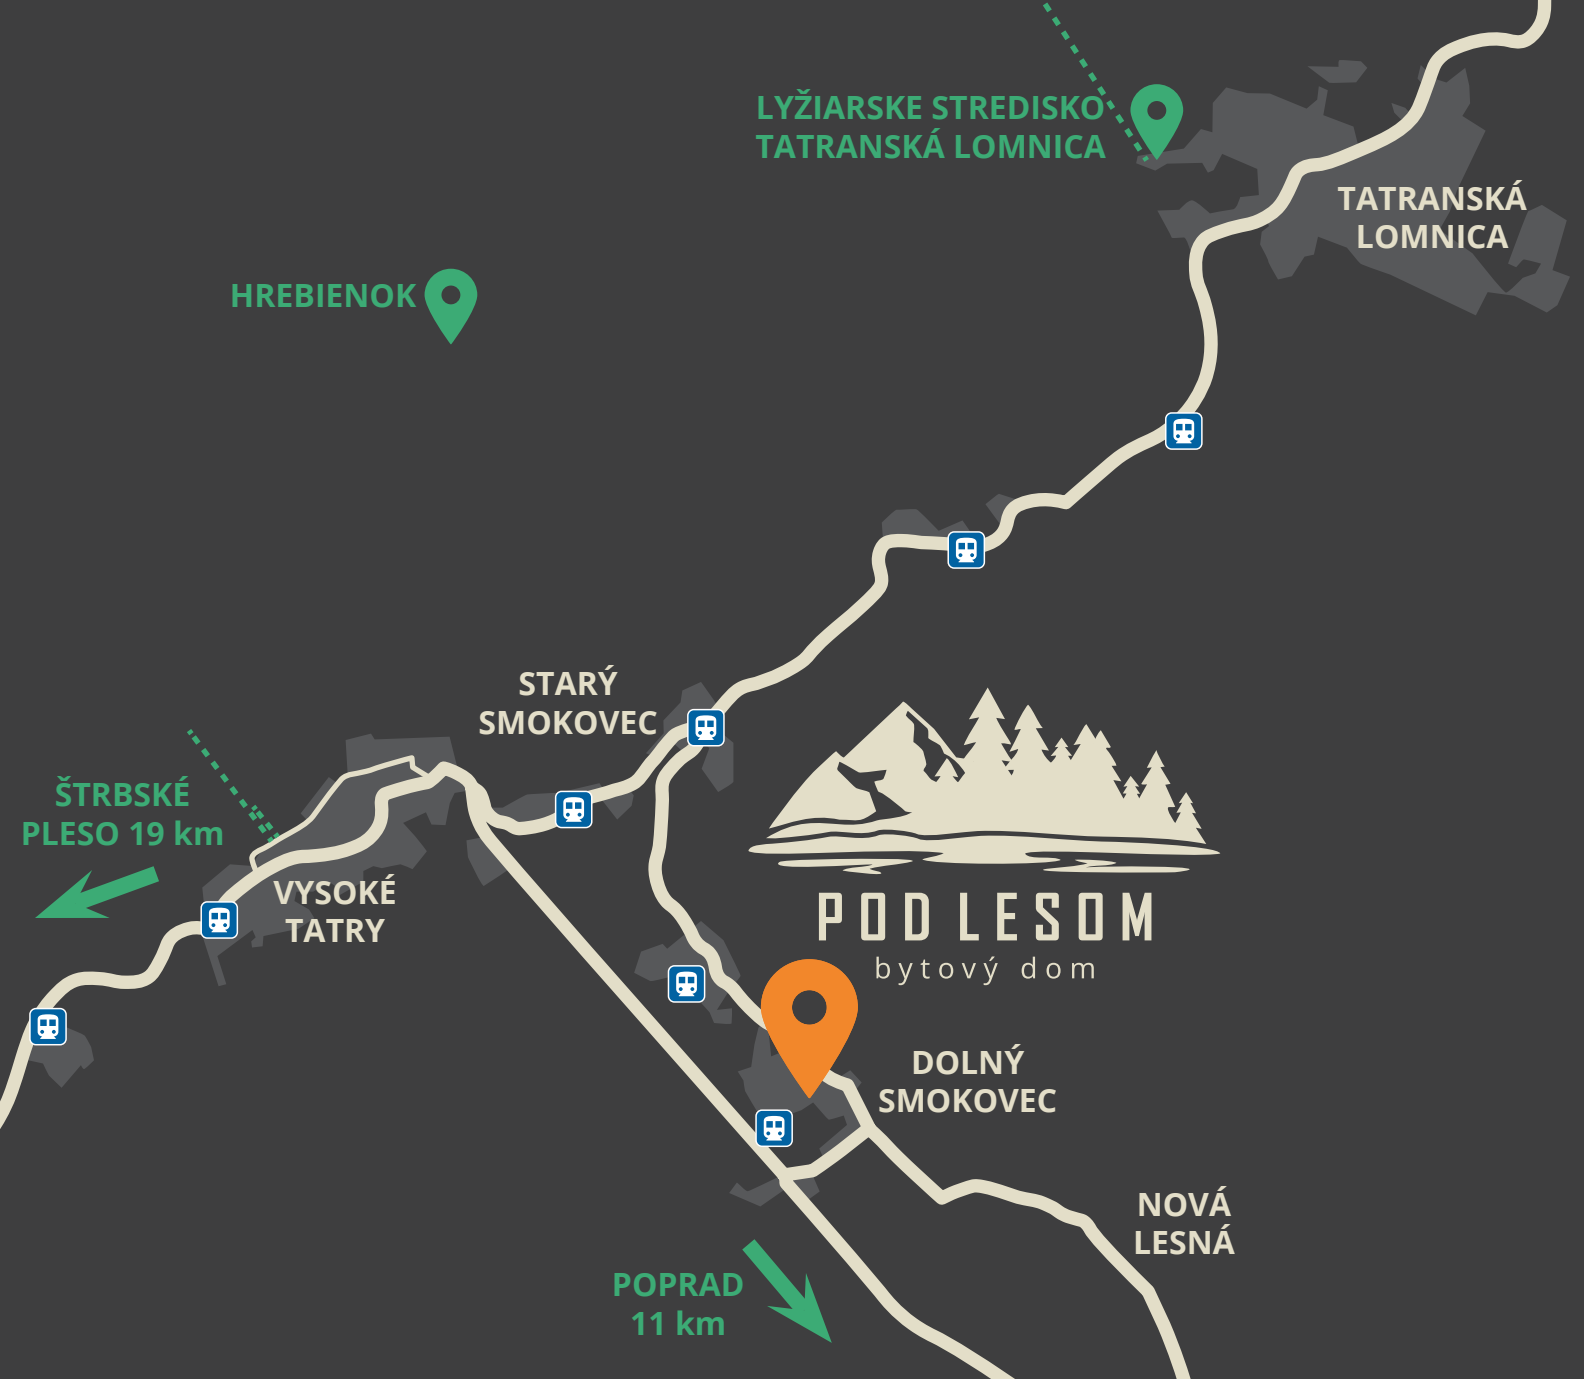 LYŽIARSKE STREDISKO
TATRANSKÁ LOMNICA
TATRANSKÁ
LOMNICA
HREBIENOK
STARÝ
SMOKOVEC
ŠTRBSKÉ
PLESO 19 km
VYSOKÉ
TATRY
POD LESOM
bytový dom
DOLNÝ
SMOKOVEC
NOVÁ
LESNÁ
POPRAD
11 km